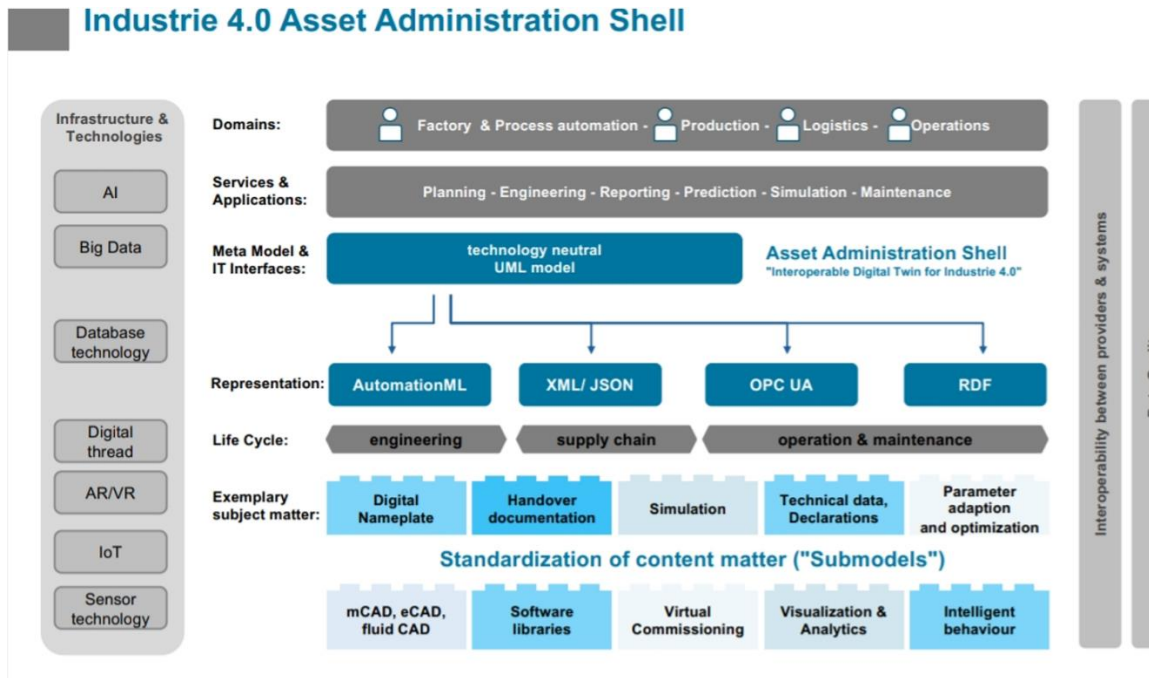 Industrie 4.0 Asset Administration Shell
Infrastructure &
Technologies
AI
Big Data
Database
technology
Digital
thread
AR/VR
IoT
Sensor
technology
Domains:
Factory & Process automation - Production - Logistics - Operations
Services &
Applications:
Planning - Engineering - Reporting - Prediction - Simulation - Maintenance
Meta Model &
IT Interfaces:
technology neutral
UML model
Asset Administration Shell
"Interoperable Digital Twin for Industrie 4.0"
Representation:
AutomationML
XML/ JSON
OPC UA
RDF
Life Cycle:
engineering
supply chain
operation & maintenance
Exemplary
subject matter:
Digital
Nameplate
Handover
documentation
Simulation
Technical data,
Declarations
Parameter
adaption
and optimization
Standardization of content matter ("Submodels")
mCAD, eCAD,
fluid CAD
Software
libraries
Virtual
Commissioning
Visualization &
Analytics
Intelligent
behaviour
Interoperability between providers & systems